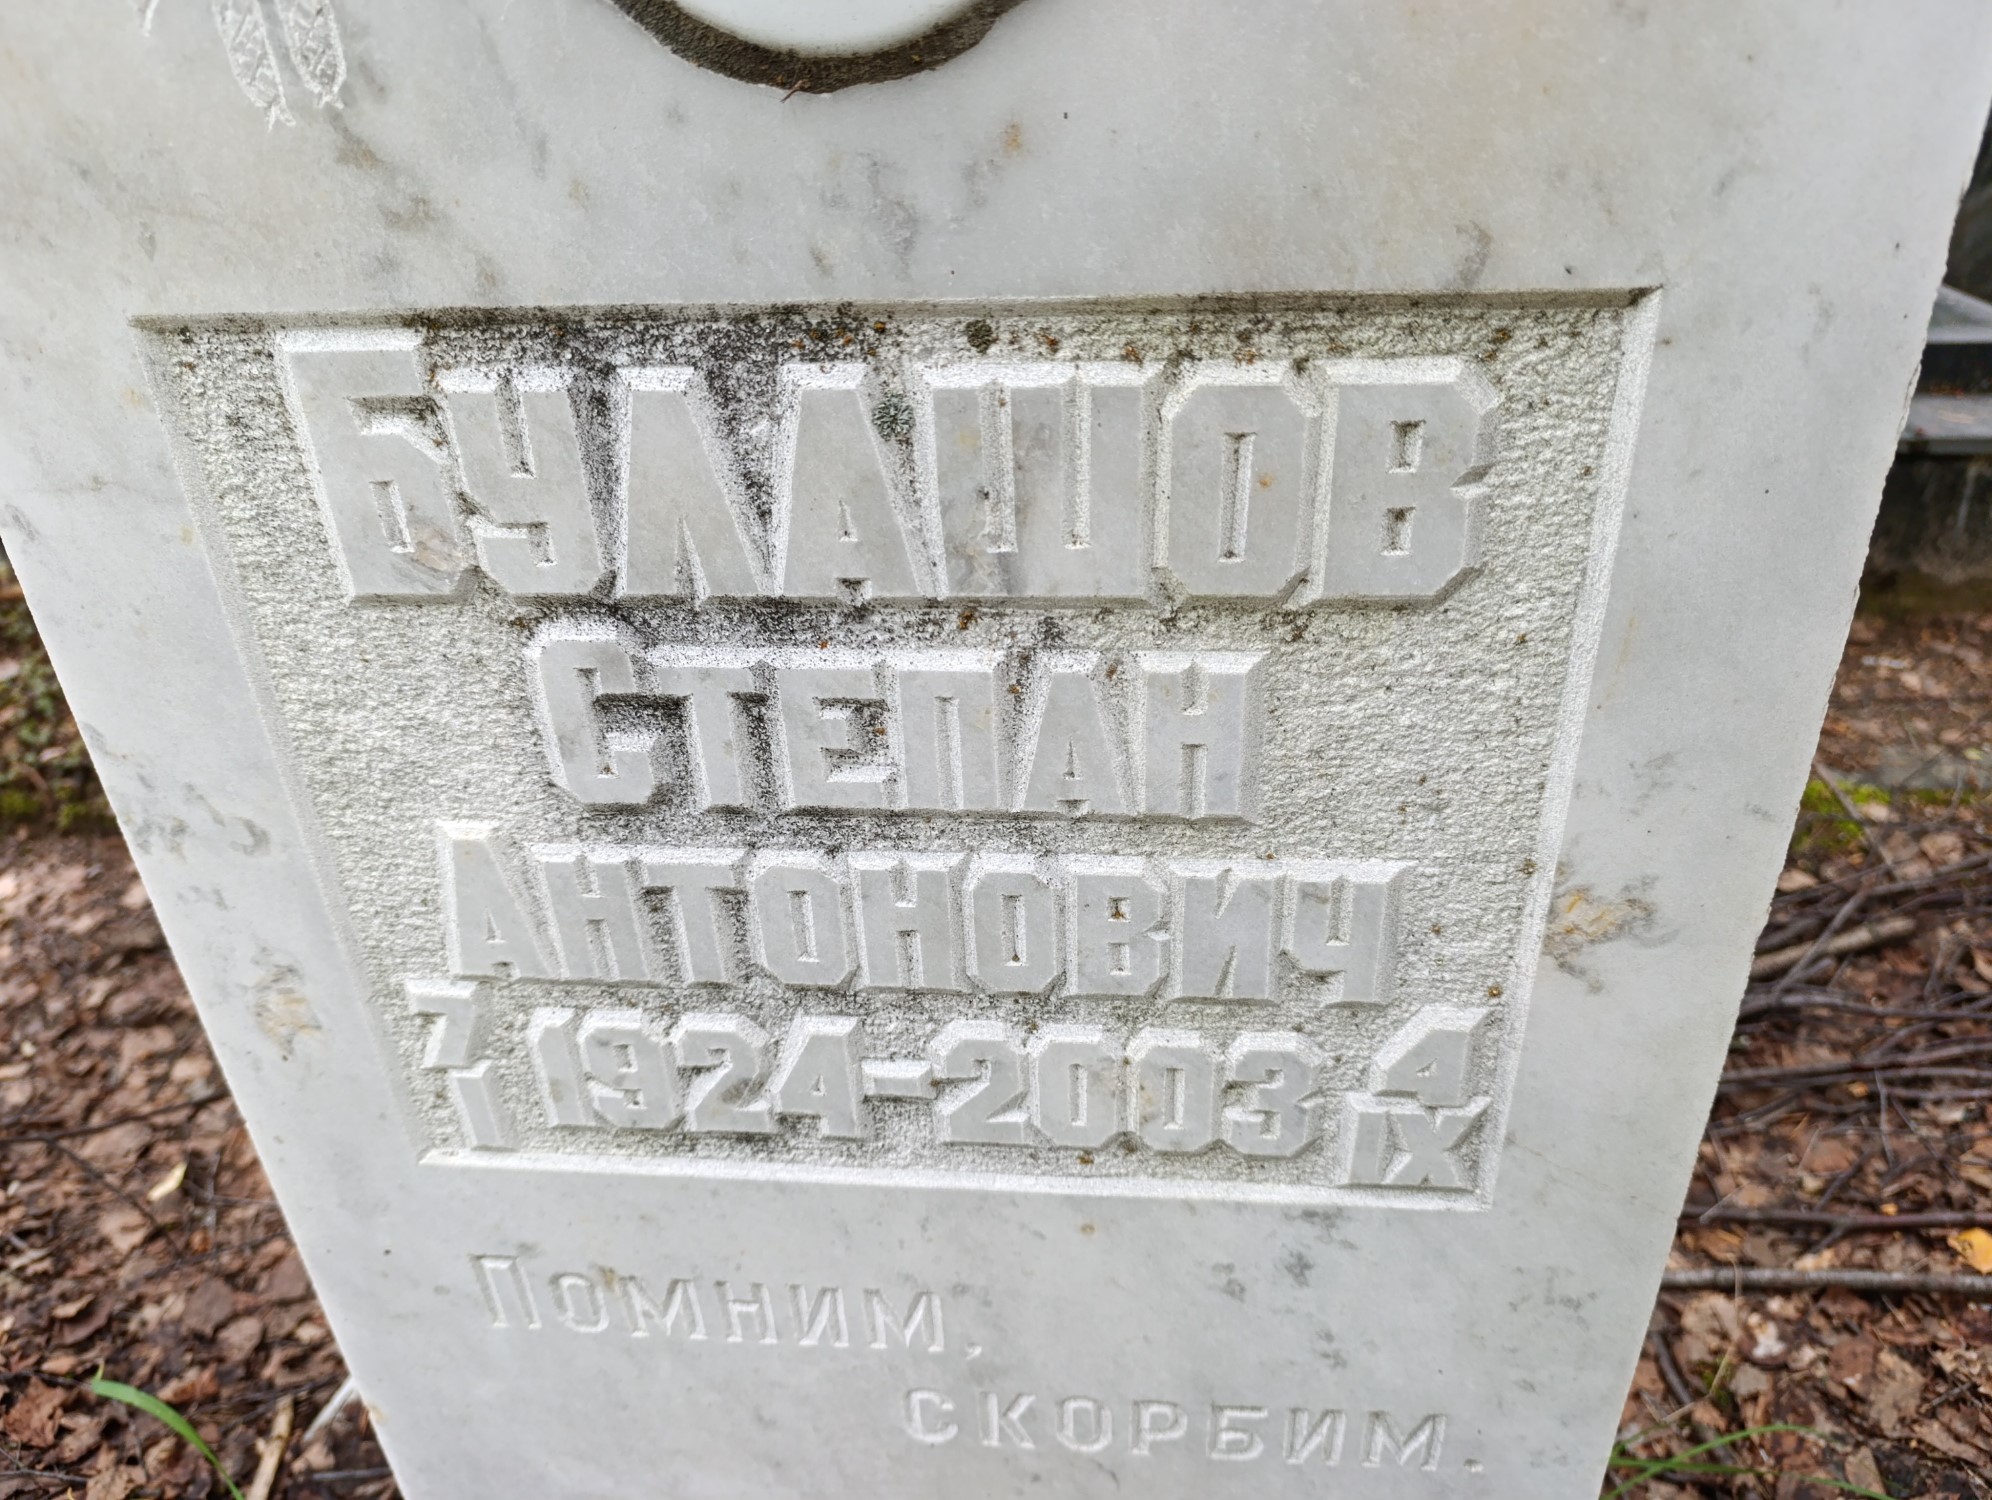 Булашов
Степан
Антонович
7/I 1924-2003 4/IX
Помним,
скорбим.